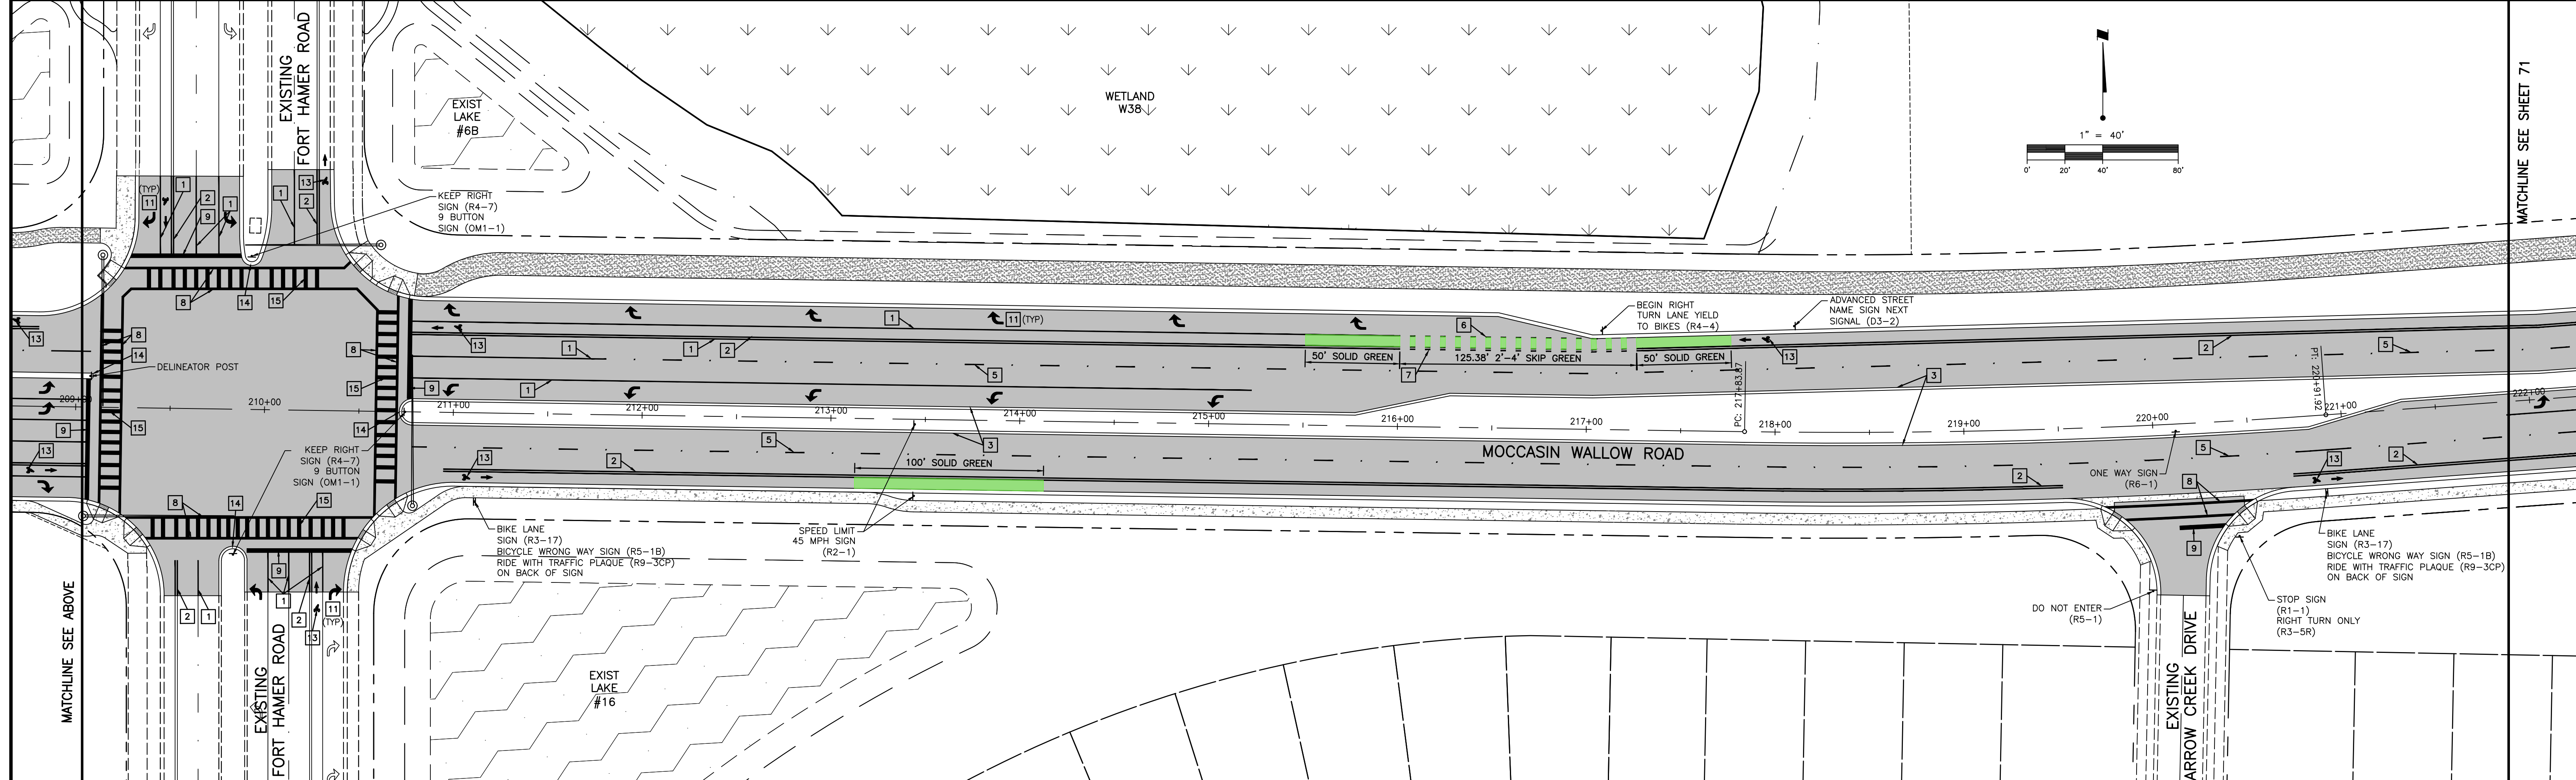 EXISTING
FORT HAMER ROAD
EXIST
LAKE
#6B
WETLAND
W38
1" = 40'
0'
20'
40'
80'
MATCHLINE SEE SHEET 71
(TYP)
11
1
2
9
1
1
13
2
KEEP RIGHT
SIGN (R4-7)
9 BUTTON
SIGN (OM1-1)
8
14
15
13
8
14
DELINEATOR POST
8
15
9
14
15
9
13
209+00
210+00
211+00
212+00
213+00
214+00
215+00
216+00
217+00
218+00
219+00
220+00
221+00
222+00
13
1
1
2
1
1
11 (TYP)
5
50' SOLID GREEN
125.38' 2'-4' SKIP GREEN
50' SOLID GREEN
6
7
BEGIN RIGHT
TURN LANE YIELD
TO BIKES (R4-4)
ADVANCED STREET
NAME SIGN NEXT
SIGNAL (D3-2)
13
PC: 217+83.87
3
2
5
PT: 220+91.92
KEEP RIGHT
SIGN (R4-7)
9 BUTTON
SIGN (OM1-1)
13
2
5
3
100' SOLID GREEN
MOCCASIN WALLOW ROAD
2
ONE WAY SIGN
(R6-1)
5
8
13
2
8
14
15
BIKE LANE
SIGN (R3-17)
BICYCLE WRONG WAY SIGN (R5-1B)
RIDE WITH TRAFFIC PLAQUE (R9-3CP)
ON BACK OF SIGN
SPEED LIMIT
45 MPH SIGN
(R2-1)
9
BIKE LANE
SIGN (R3-17)
BICYCLE WRONG WAY SIGN (R5-1B)
RIDE WITH TRAFFIC PLAQUE (R9-3CP)
ON BACK OF SIGN
MATCHLINE SEE ABOVE
2
1
9
1
2
11
(TYP)
13
DO NOT ENTER
(R5-1)
STOP SIGN
(R1-1)
RIGHT TURN ONLY
(R3-5R)
EXISTING
FORT HAMER ROAD
EXIST
LAKE
#16
EXISTING
ARROW CREEK DRIVE